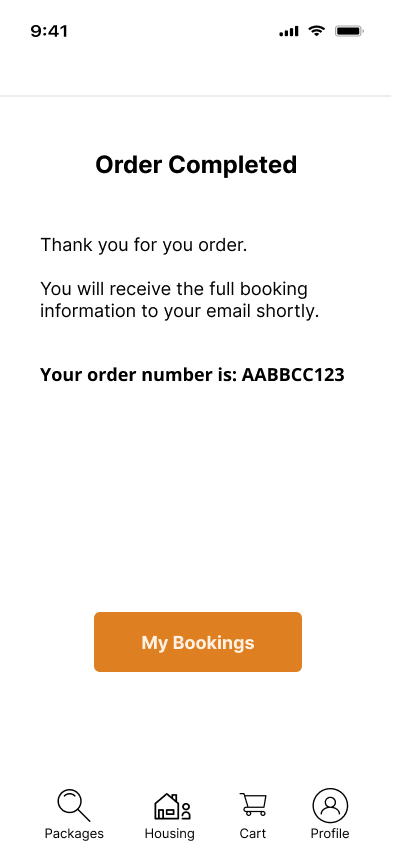 9:41
Order Completed
Thank you for you order.
You will receive the full booking
information to your email shortly.
Your order number is: AABBCC123
My Bookings
Packages Housing Cart Profile